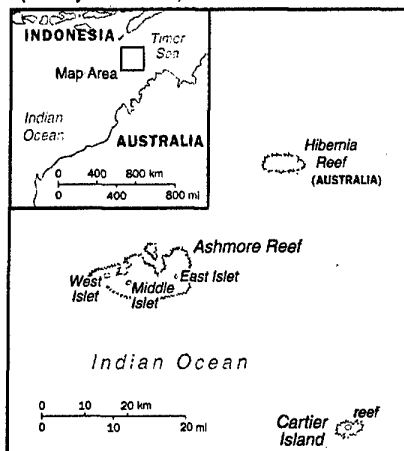 INDONESIA
Timor
Sea
Map Area
Indian
Ocean
AUSTRALIA
0 400 800 km
0 400 800 mi
Hibernia
Reef
(AUSTRALIA)
Ashmore Reef
West
Islet
Middle
Islet
East Islet
Indian Ocean
0 10 20 km
0 10 20 mi
reef
Cartier
Island